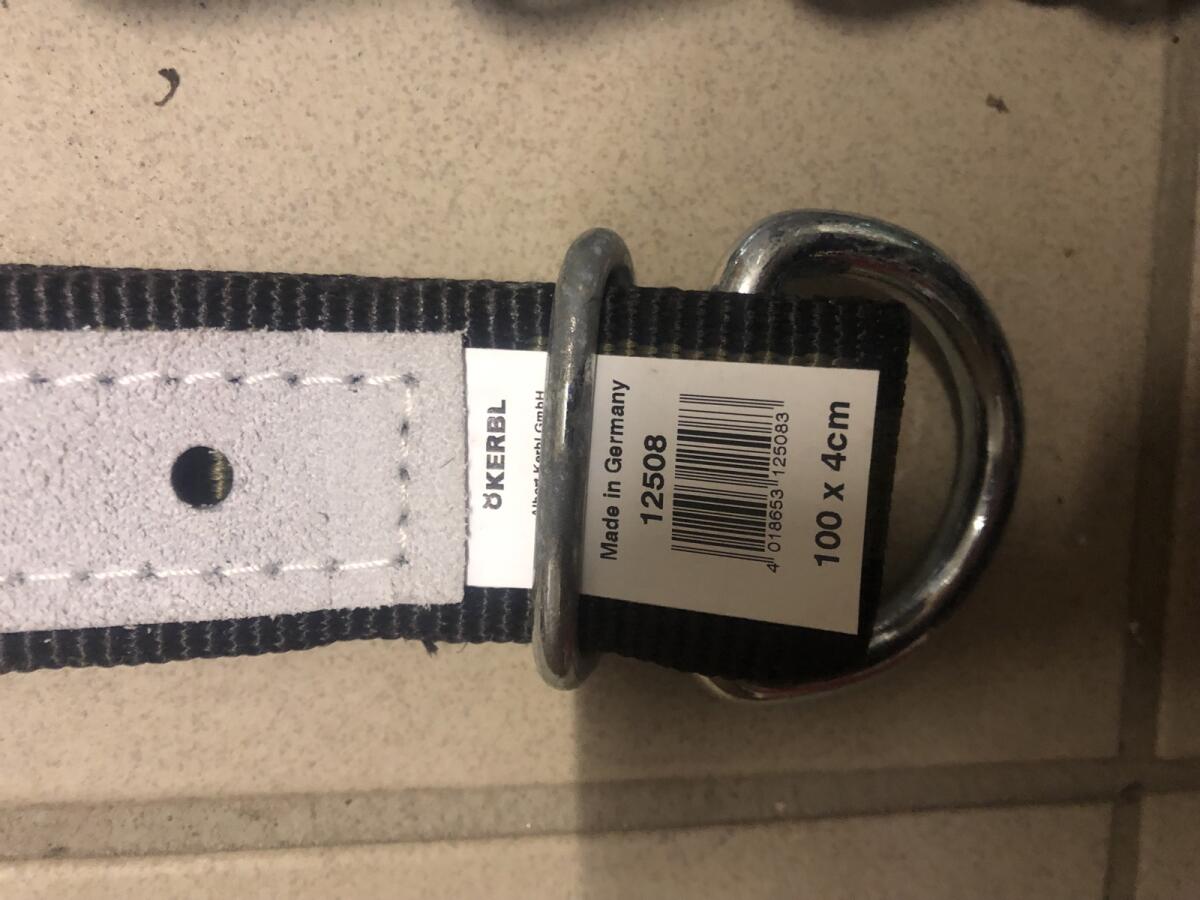 KERBL
Albert Kerbl GmbH
Made in Germany
12508
4 018653 125083
100 x 4cm